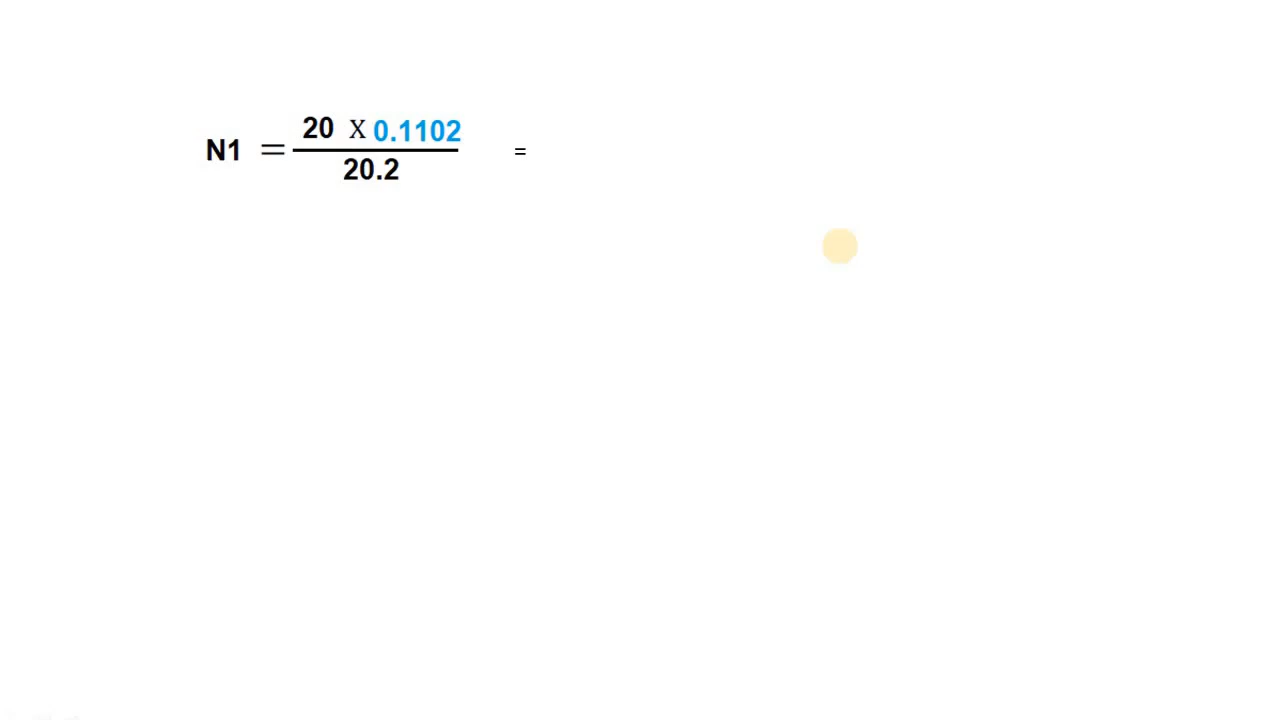 N1 = 20 X 0.1102 =
20.2